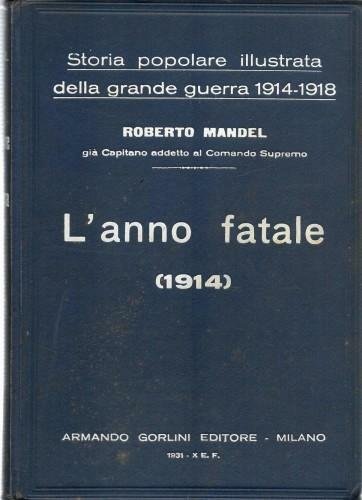 Storia popolare illustrata
della grande guerra 1914-1918
ROBERTO MANDEL
già Capitano addetto al Comando Supremo
L'anno fatale
(1914)
ARMANDO GORLINI EDITORE - MILANO
1931 - X E. F.